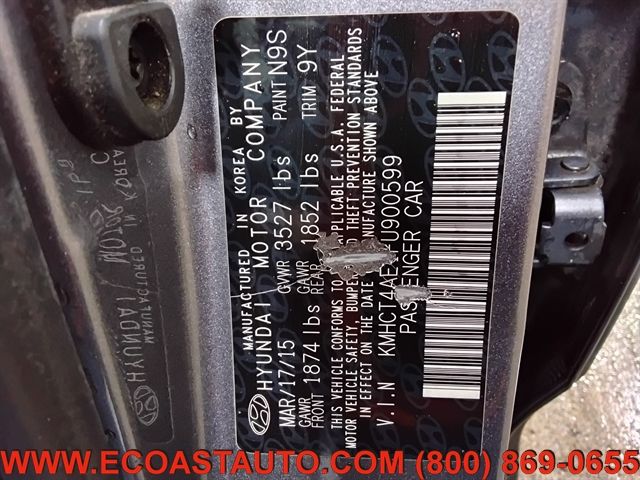 MANUFACTURED IN KOREA BY
HYUNDAI MOTOR COMPANY
MAR/17/15 GVWR 3527 lbs PAINT N9S
GAWR FRONT 1874 lbs GAWR REAR 1852 lbs TRIM 9Y
THIS VEHICLE CONFORMS TO APPLICABLE U.S.A. FEDERAL
MOTOR VEHICLE SAFETY, BUMPER THEFT PREVENTION STANDARDS
IN EFFECT ON THE DATE MANUFACTURE SHOWN ABOVE
V.I.N KMHCT4AE U900599
PASSENGER CAR
MANUFACTURED IN KOREA
HYUNDAI MOTOR
WWW.ECOASTAUTO.COM (800) 869-0655